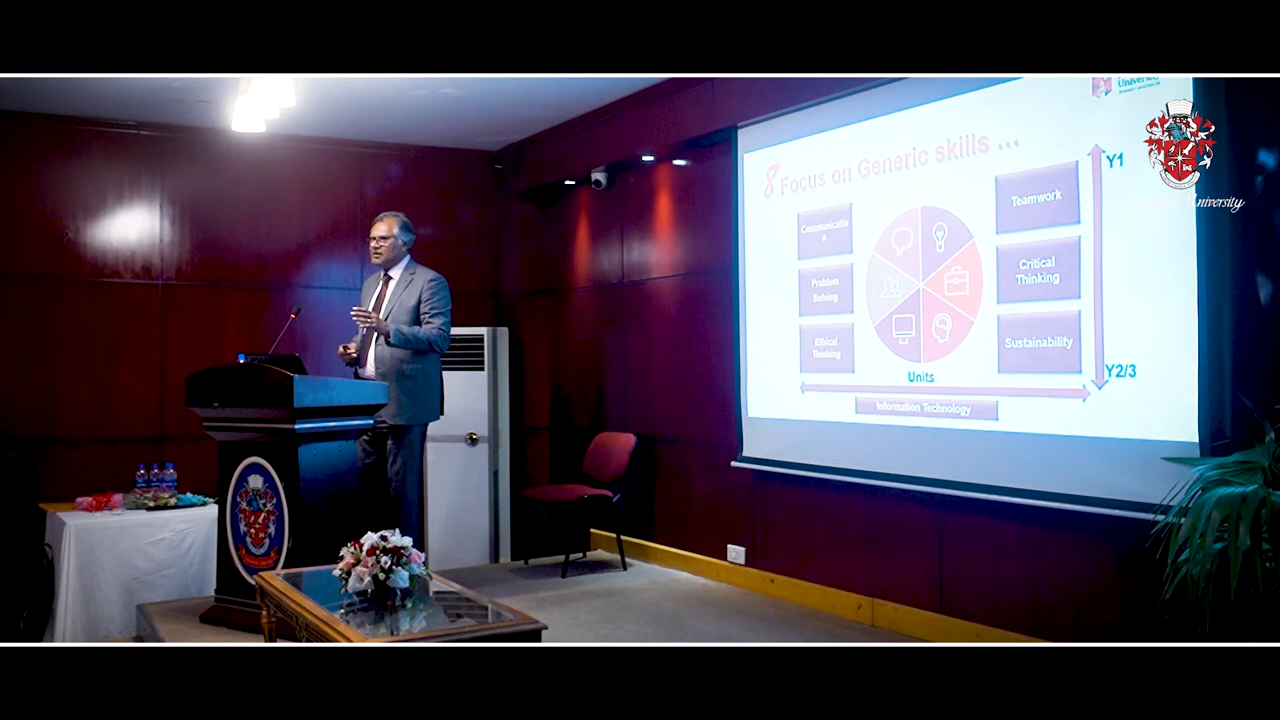 University
8 Focus on Generic skills ...
Y1
University
Communicatio
n
Teamwork
Problem
Solving
Critical
Thinking
Ethical
Thinking
Sustainability
Units
Y2/3
Information Technology